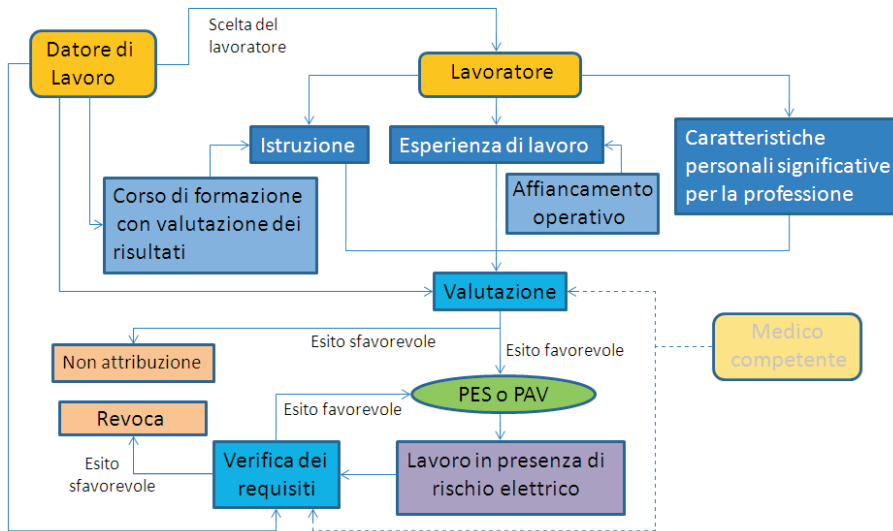 Scelta del
lavoratore
Datore di
Lavoro
Lavoratore
Istruzione
Esperienza di lavoro
Caratteristiche
personali significative
per la professione
Corso di formazione
con valutazione dei
risultati
Affiancamento
operativo
Valutazione
Medico
competente
Esito sfavorevole
Esito favorevole
Non attribuzione
PES o PAV
Esito favorevole
Revoca
Esito
sfavorevole
Verifica dei
requisiti
Lavoro in presenza di
rischio elettrico